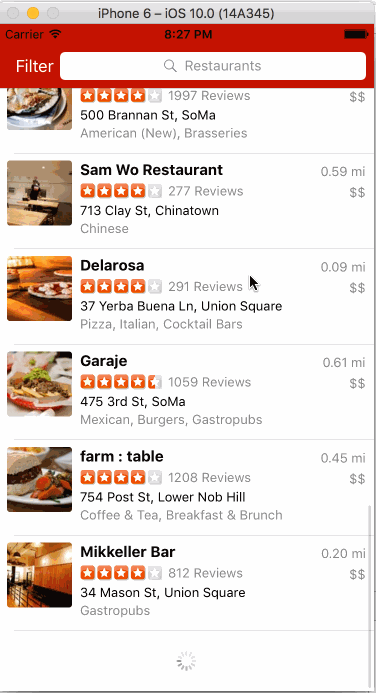 iPhone 6 – iOS 10.0 (14A345)
Carrier 8:27 PM
Filter Restaurants
1997 Reviews $$
500 Brannan St, SoMa
American (New), Brasseries
Sam Wo Restaurant 0.59 mi
277 Reviews $$
713 Clay St, Chinatown
Chinese
Delarosa 0.09 mi
291 Reviews $$
37 Yerba Buena Ln, Union Square
Pizza, Italian, Cocktail Bars
Garaje 0.61 mi
1059 Reviews $$
475 3rd St, SoMa
Mexican, Burgers, Gastropubs
farm : table 0.45 mi
1208 Reviews $$
754 Post St, Lower Nob Hill
Coffee & Tea, Breakfast & Brunch
Mikkeller Bar 0.20 mi
812 Reviews $$
34 Mason St, Union Square
Gastropubs